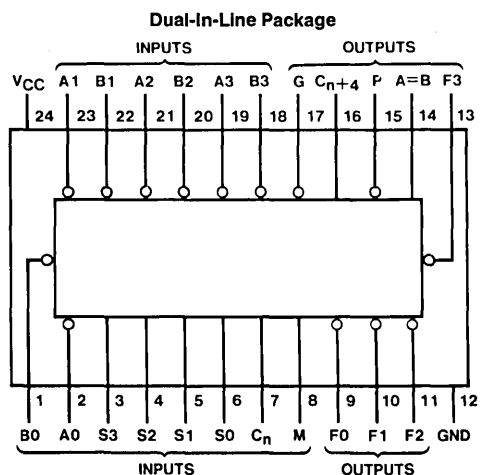 Dual-In-Line Package
INPUTS OUTPUTS
VCC A1 B1 A2 B2 A3 B3 G Cn+4 P A=B F3
24 23 22 21 20 19 18 17 16 15 14 13
1 2 3 4 5 6 7 8 9 10 11 12
B0 A0 S3 S2 S1 S0 Cn M F0 F1 F2 GND
INPUTS OUTPUTS